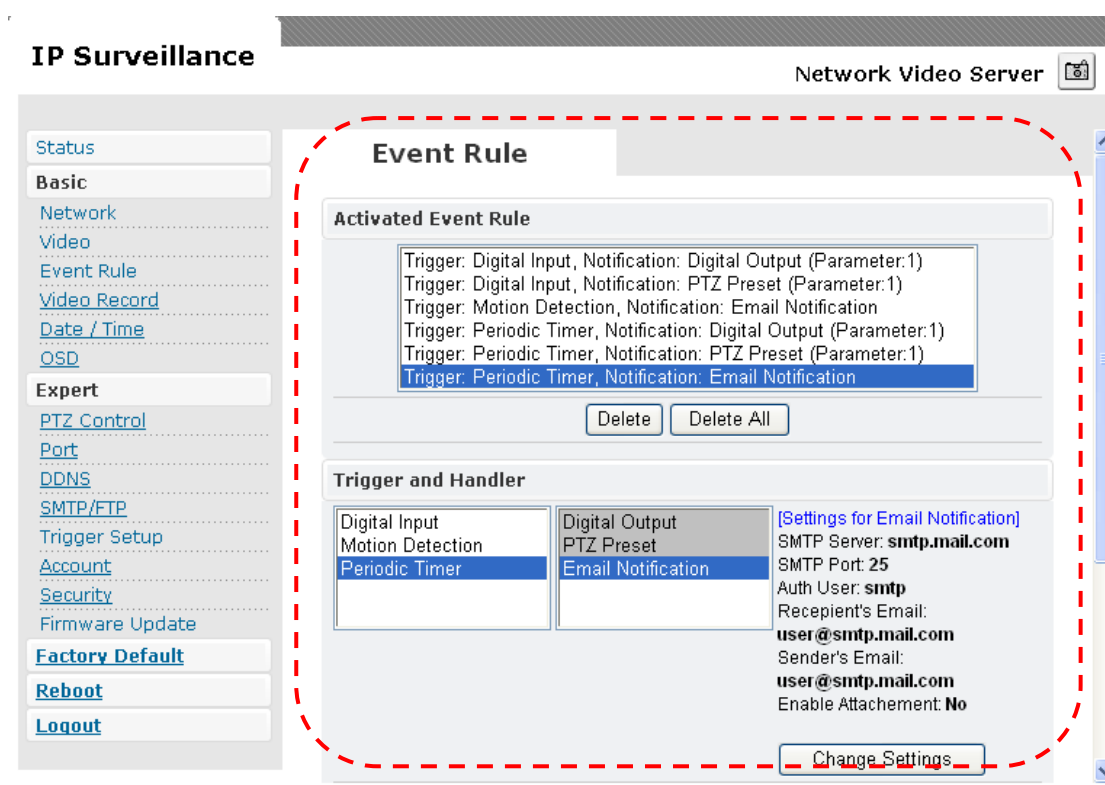 IP Surveillance
Network Video Server
Status
Basic
Network
Video
Event Rule
Video Record
Date / Time
OSD
Expert
PTZ Control
Port
DDNS
SMTP/FTP
Trigger Setup
Account
Security
Firmware Update
Factory Default
Reboot
Logout
Event Rule
Activated Event Rule
Trigger: Digital Input, Notification: Digital Output (Parameter:1)
Trigger: Digital Input, Notification: PTZ Preset (Parameter:1)
Trigger: Motion Detection, Notification: Email Notification
Trigger: Periodic Timer, Notification: Digital Output (Parameter:1)
Trigger: Periodic Timer, Notification: PTZ Preset (Parameter:1)
Trigger: Periodic Timer, Notification: Email Notification
Delete Delete All
Trigger and Handler
Digital Input
Motion Detection
Periodic Timer
Digital Output
PTZ Preset
Email Notification
[Settings for Email Notification]
SMTP Server: smtp.mail.com
SMTP Port: 25
Auth User: smtp
Recepient's Email:
user@smtp.mail.com
Sender's Email:
user@smtp.mail.com
Enable Attachement: No
Change Settings